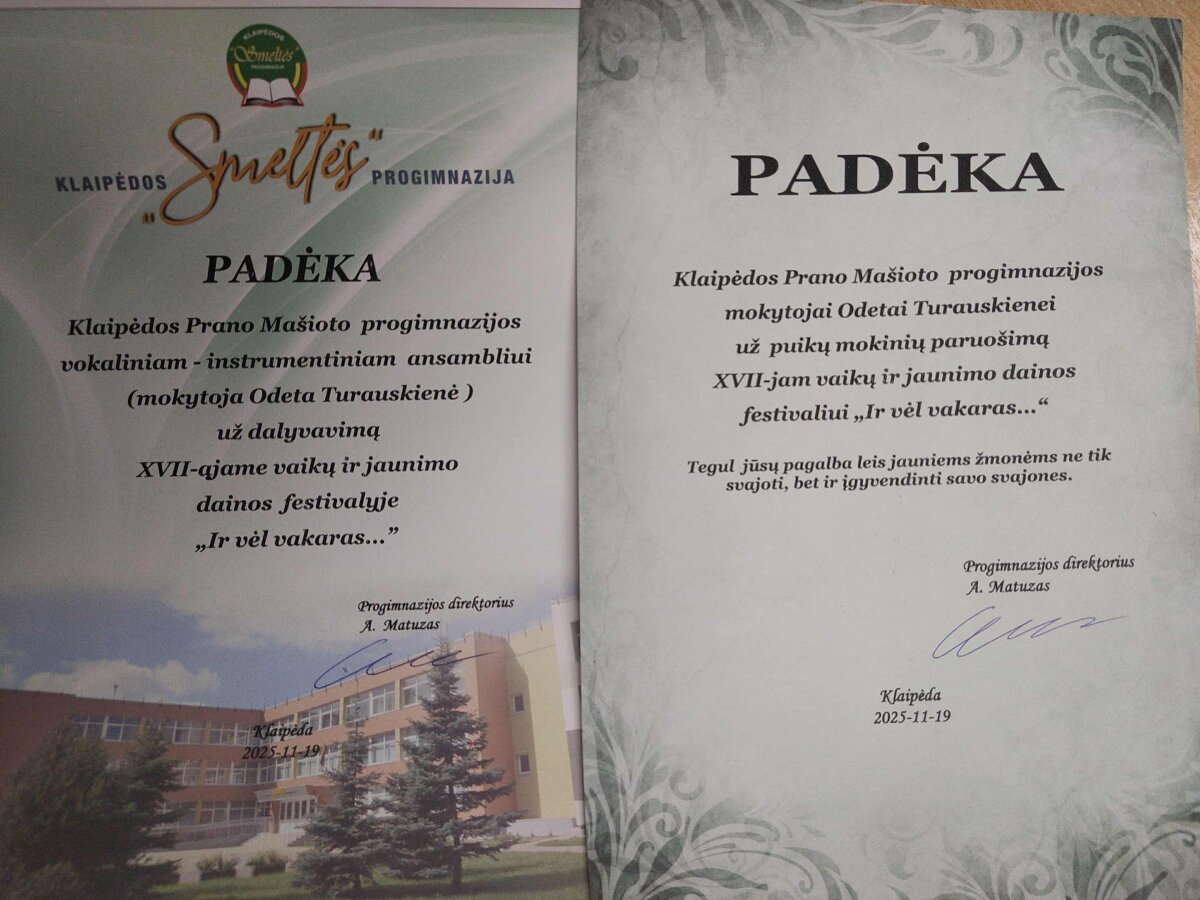 KLAIPĖDOS
"Smeltės"
PROGIMNAZIJA
KLAIPĖDOS „Smeltės“ PROGIMNAZIJA
PADĖKA
Klaipėdos Prano Mašioto progimnazijos
vokaliniam - instrumentiniam ansambliui
(mokytoja Odeta Turauskienė )
už dalyvavimą
XVII-ąjame vaikų ir jaunimo
dainos festivalyje
„Ir vėl vakaras...”
Progimnazijos direktorius
A. Matuzas
Klaipėda
2025-11-19
PADĖKA
Klaipėdos Prano Mašioto progimnazijos
mokytojai Odetai Turauskienei
už puikų mokinių paruošimą
XVII-jam vaikų ir jaunimo dainos
festivaliui „Ir vėl vakaras...“
Tegul jūsų pagalba leis jauniems žmonėms ne tik
svajoti, bet ir įgyvendinti savo svajones.
Progimnazijos direktorius
A. Matuzas
Klaipėda
2025-11-19